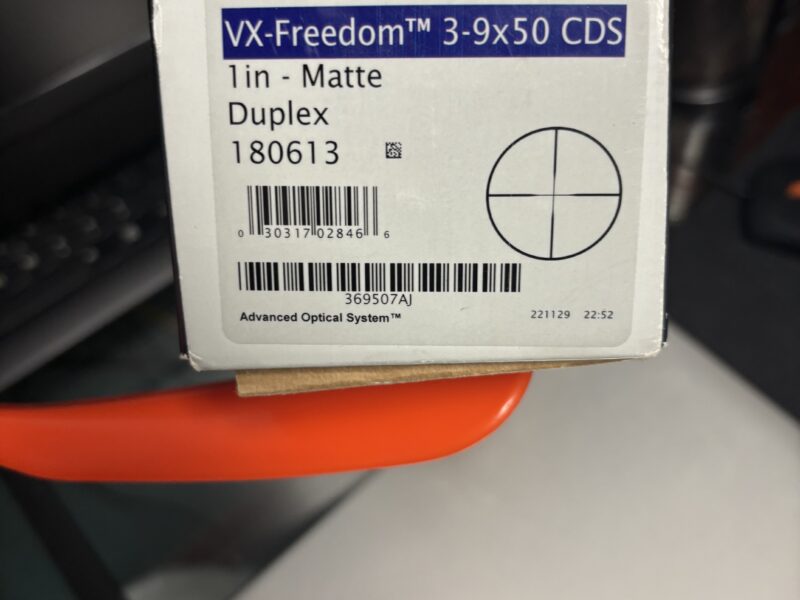 VX-Freedom™ 3-9x50 CDS
1in - Matte
Duplex
180613
0 30317 02846 6
369507AJ
Advanced Optical System™
221129 22:52